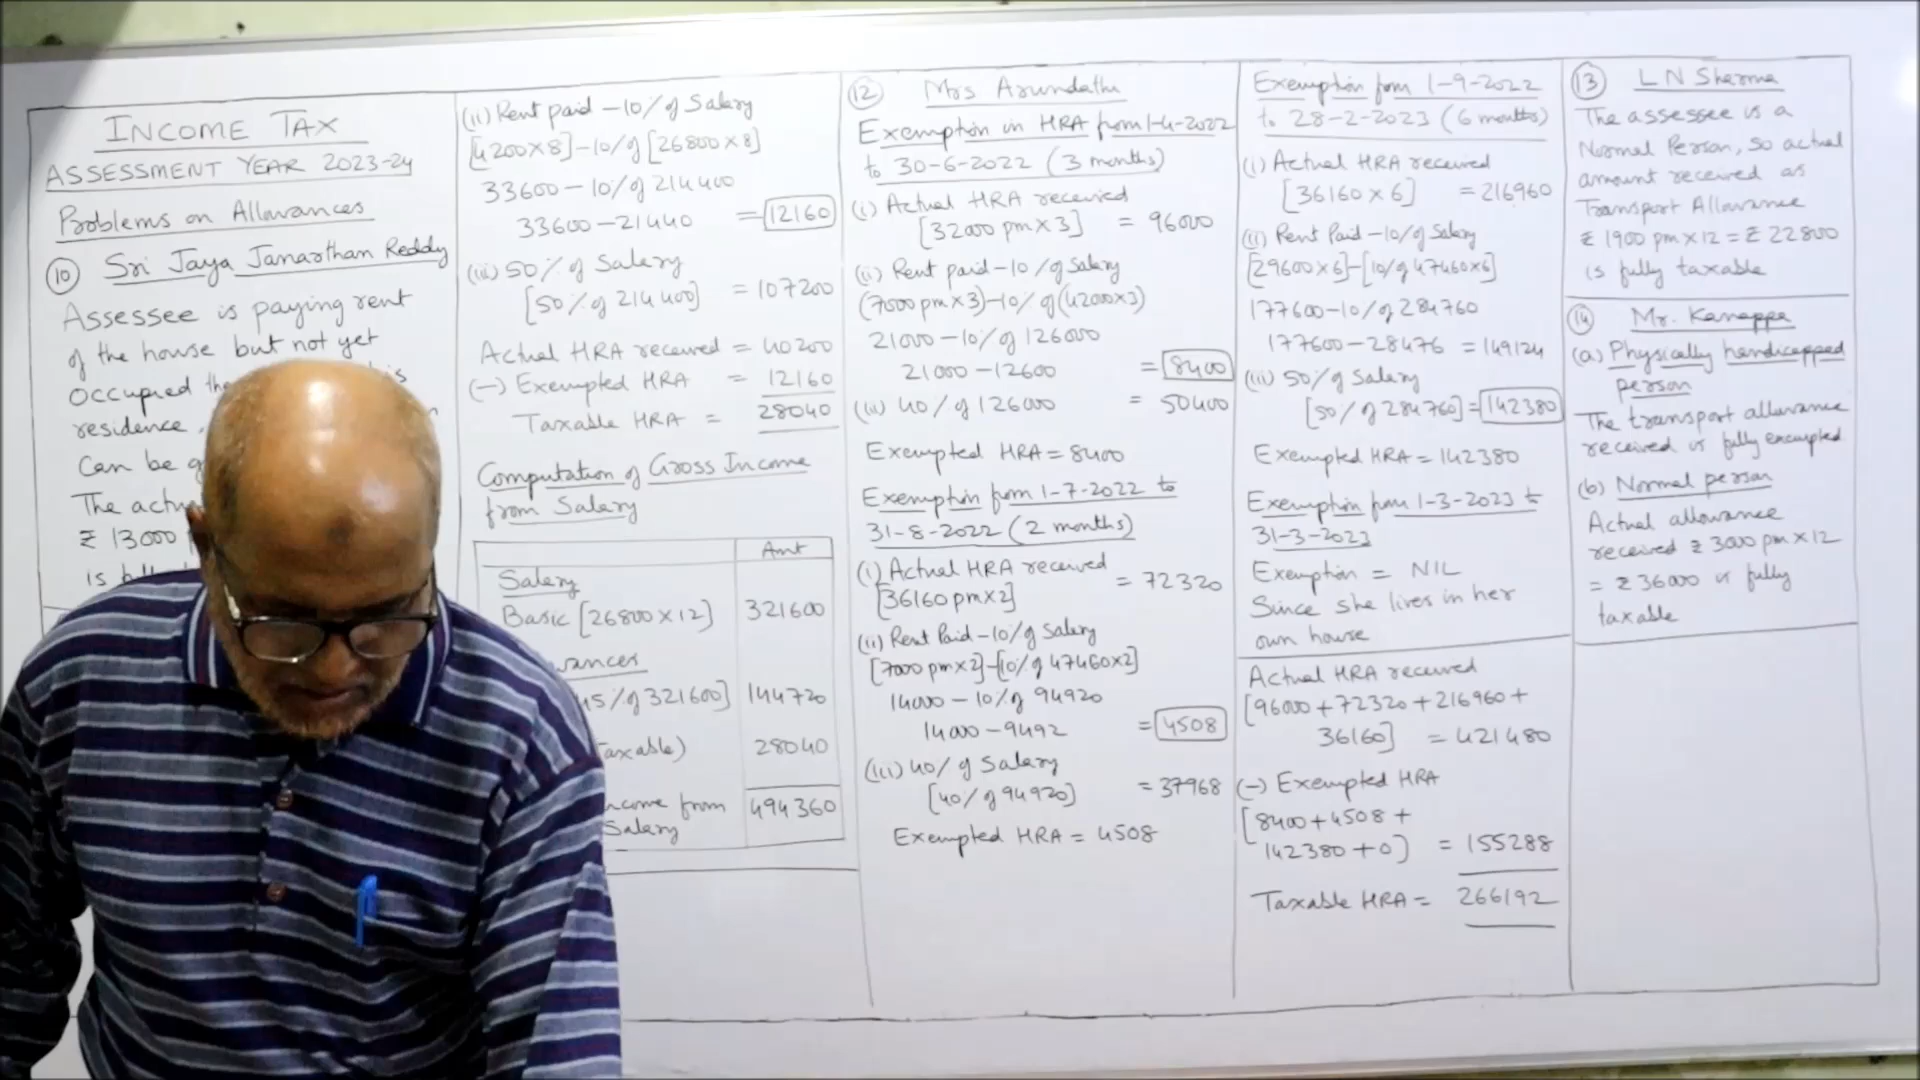 INCOME TAX
ASSESSMENT YEAR 2023-24
Problems on Allowances
(10) Sri Jaya Janarthan Reddy
Assessee is paying rent
of the house but not yet
occupied the
residence,
Can be
The
₹ 13000
is
(ii) Rent paid - 10% of Salary
[4200 x 8] - 10% of [26800 x 8]
33600 - 10% of 214400
33600 - 21440 = 12160
(iii) 50% of Salary
[50% of 214400] = 107200
Actual HRA received = 40200
(-) Exempted HRA = 12160
Taxable HRA = 28040
Computation of Gross Income
from Salary
Amt
Salary
Basic [26800 x 12] 321600
45% of 321600] 144720
axable) 28040
ncome from 494360
Salary
(12) Mrs Arundathi
Exemption in HRA from 1-4-2022
to 30-6-2022 (3 months)
(i) Actual HRA received
[32000 pm x 3] = 96000
(ii) Rent paid - 10% of Salary
(7000 pm x 3) - 10% of (42000 x 3)
21000 - 10% of 126000
21000 - 12600 = 8400
(iii) 40% of 126000 = 50400
Exempted HRA = 8400
Exemption from 1-7-2022 to
31-8-2022 (2 months)
(i) Actual HRA received
[36160 pm x 2] = 72320
(ii) Rent Paid - 10% of Salary
[7000 pm x 2] - [10% of 47460 x 2]
14000 - 10% of 94920
14000 - 9492 = 4508
(iii) 40% of Salary
[40% of 94920] = 37968
Exempted HRA = 4508
Exemption from 1-9-2022
to 28-2-2023 (6 months)
(i) Actual HRA received
[36160 x 6] = 216960
(ii) Rent Paid - 10% of Salary
[29600 x 6] - [10% of 47460 x 6]
177600 - 10% of 284760
177600 - 28476 = 149124
(iii) 50% of Salary
[50% of 284760] = 142380
Exempted HRA = 142380
Exemption from 1-3-2023 to
31-3-2023
Exemption = NIL
Since she lives in her
own house
Actual HRA received
[96000 + 72320 + 216960 +
36160] = 421480
(-) Exempted HRA
[8400 + 4508 +
142380 + 0] = 155288
Taxable HRA = 266192
(13) L N Sharma
The assessee is a
Normal Person, so actual
amount received as
Transport Allowance
₹ 1900 pm x 12 = ₹ 22800
is fully taxable
(14) Mr. Kanappa
(a) Physically handicapped
person
The transport allowance
received is fully exempted
(b) Normal person
Actual allowance
received ₹ 3000 pm x 12
= ₹ 36000 is fully
taxable